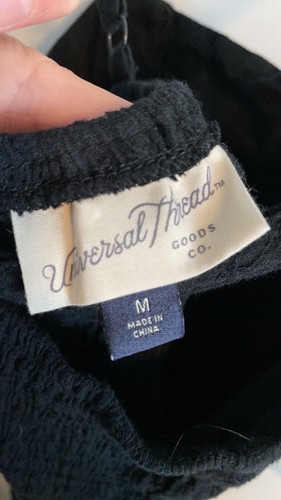 Universal Thread™
GOODS
CO.
M
MADE IN
CHINA